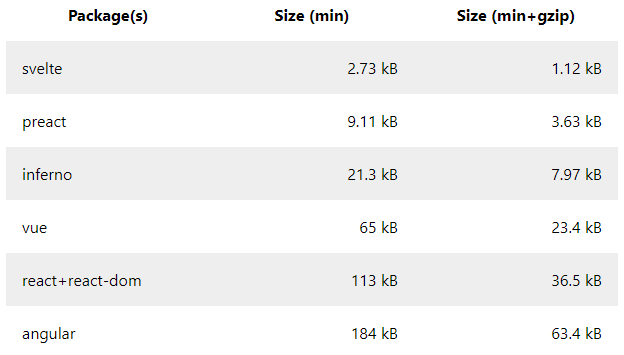 Package(s) Size (min) Size (min+gzip)
svelte 2.73 kB 1.12 kB
preact 9.11 kB 3.63 kB
inferno 21.3 kB 7.97 kB
vue 65 kB 23.4 kB
react+react-dom 113 kB 36.5 kB
angular 184 kB 63.4 kB